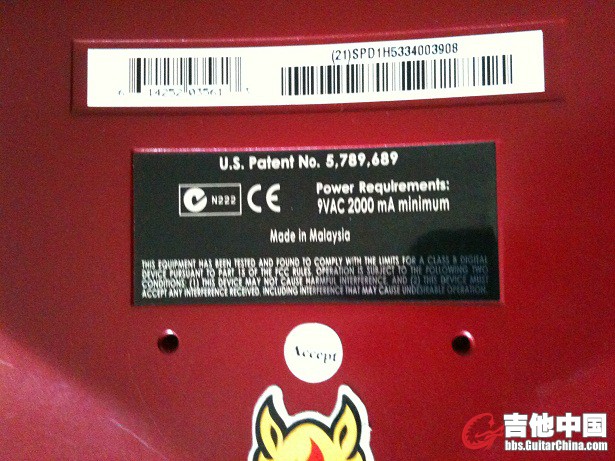 (21)SPD1H5334003908
6 14252 03561 3
U.S. Patent No. 5,789,689
N222
CE
Power Requirements:
9VAC 2000 mA minimum
Made in Malaysia
THIS EQUIPMENT HAS BEEN TESTED AND FOUND TO COMPLY WITH THE LIMITS FOR A CLASS B DIGITAL
DEVICE PURSUANT TO PART 15 OF THE FCC RULES. OPERATION IS SUBJECT TO THE FOLLOWING TWO
CONDITIONS. (1) THIS DEVICE MAY NOT CAUSE HARMFUL INTERFERENCE, AND (2) THIS DEVICE MUST
ACCEPT ANY INTERFERENCE RECEIVED, INCLUDING INTERFERENCE THAT MAY CAUSE UNDESIRABLE OPERATION.
Accept
吉他中国
bbs.GuitarChina.com